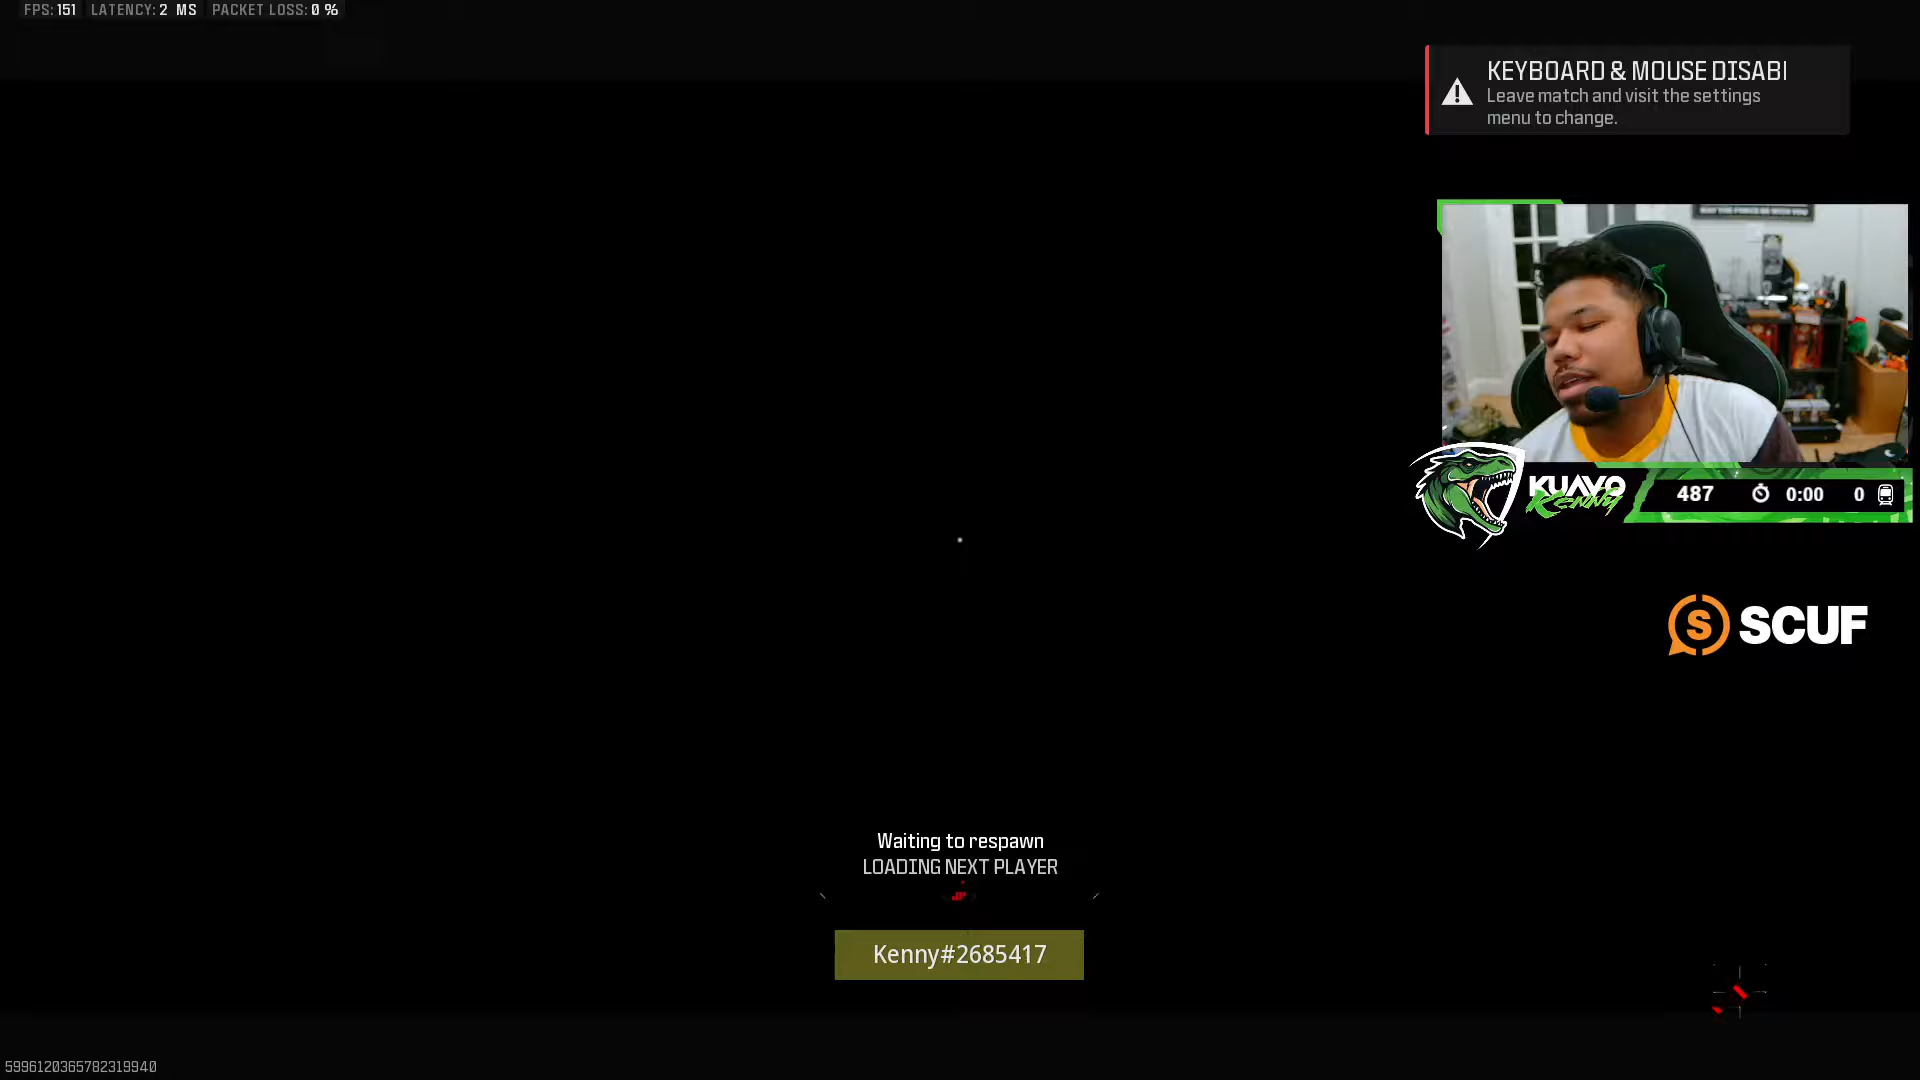 FPS: 151 LATENCY: 2 MS PACKET LOSS: 0 %
KEYBOARD & MOUSE DISABI
Leave match and visit the settings
menu to change.
KUAVO
Kenny
487 0:00 0
S SCUF
Waiting to respawn
LOADING NEXT PLAYER
Kenny#2685417
5996120365782319940